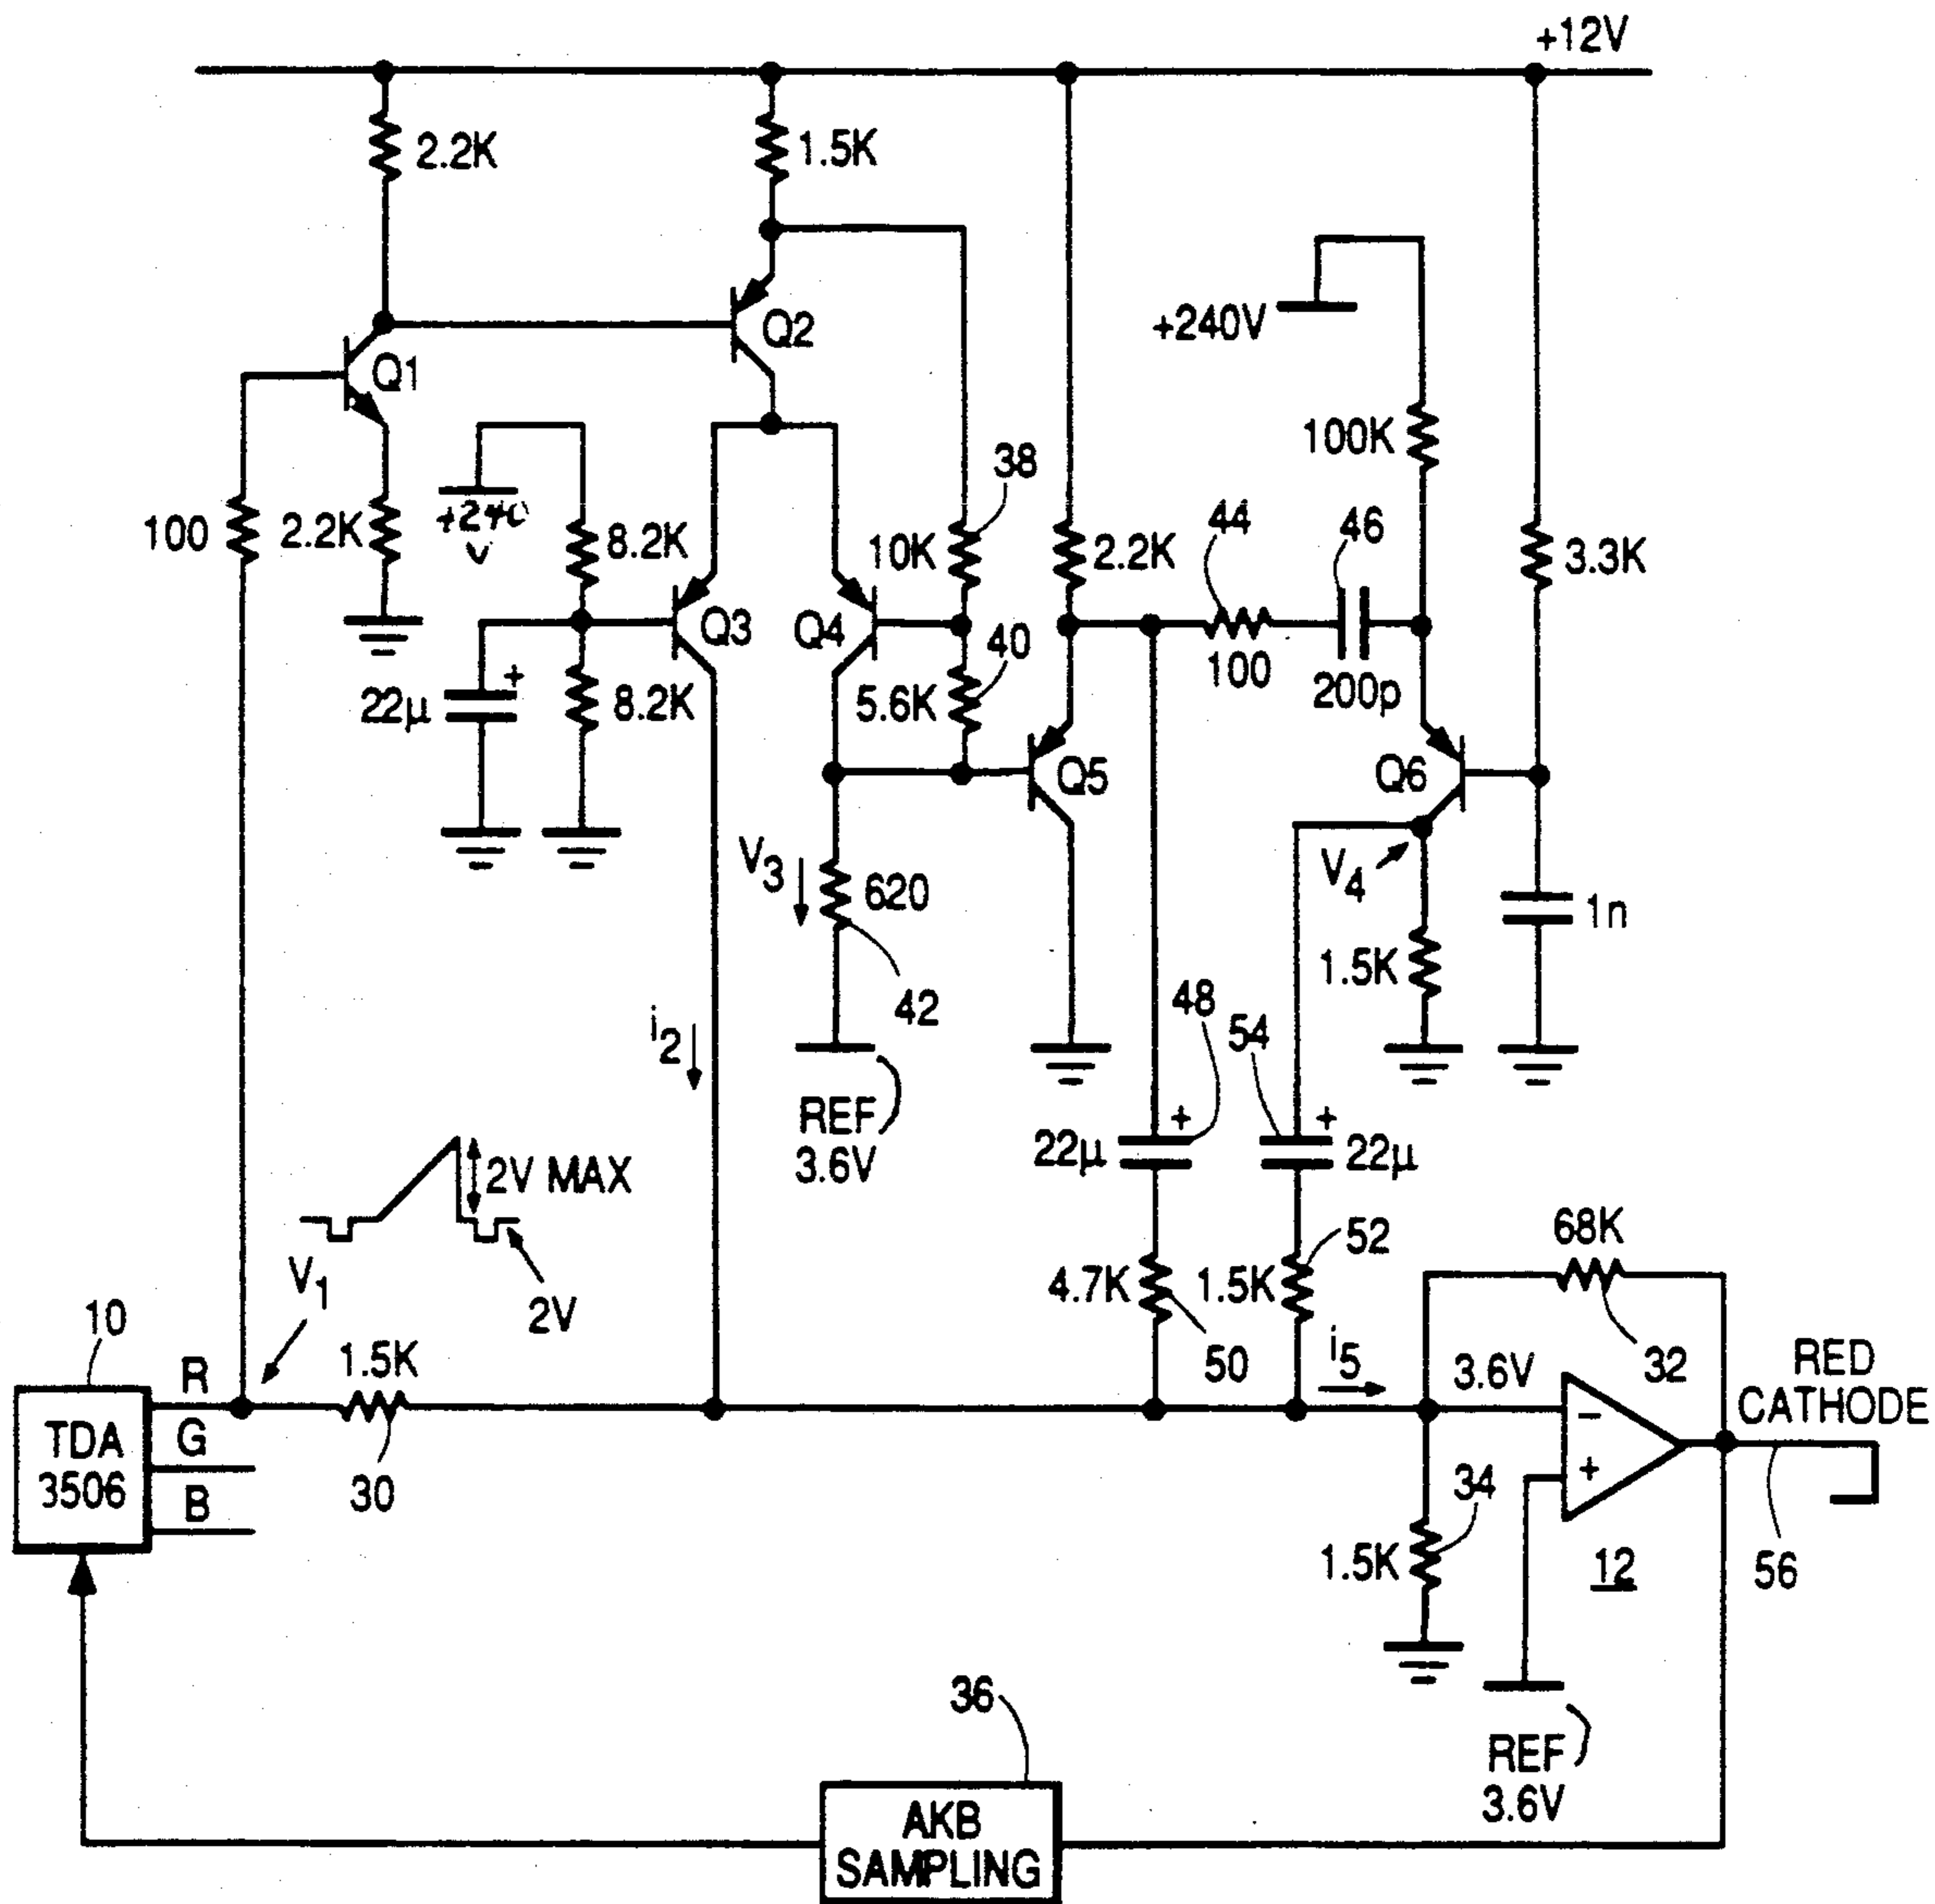 +12V
2.2K
1.5K
Q2
+240V
Q1
38
100K
44
46
100
2.2K
+240
V
8.2K
10K
2.2K
3.3K
Q3
Q4
40
100
200p
22μ
+
8.2K
5.6K
Q5
Q6
V3
620
V4
1n
1.5K
42
48
54
i2
REF
3.6V
+
22μ
+
22μ
2V MAX
52
68K
V1
2V
4.7K
1.5K
10
1.5K
50
i5
3.6V
32
RED
CATHODE
R
TDA
3506
G
B
30
−
+
34
1.5K
12
56
36
REF
3.6V
AKB
SAMPLING